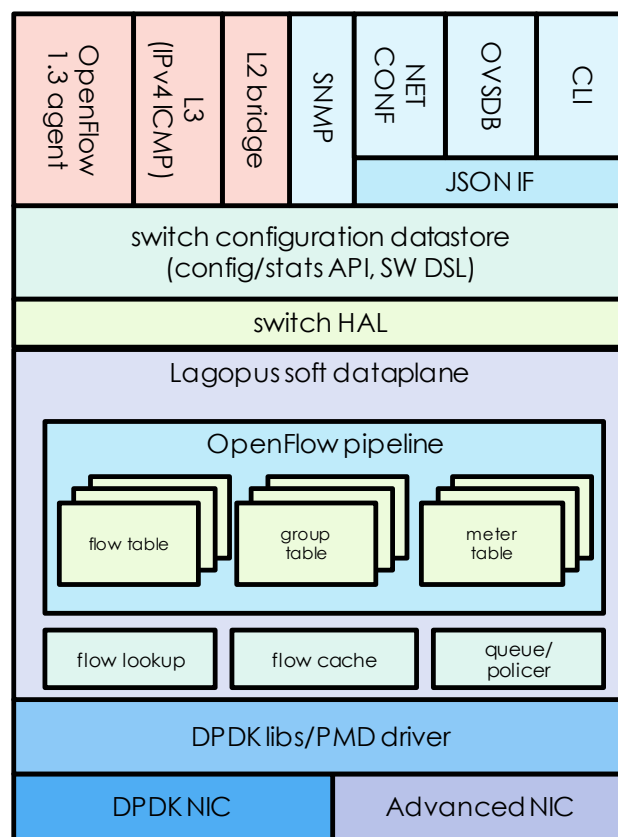 OpenFlow
1.3 agent
L3
(IPv4 ICMP)
L2 bridge
SNMP
NET
CONF
OVSDB
CLI
JSON IF
switch configuration datastore
(config/stats API, SW DSL)
switch HAL
Lagopus soft dataplane
OpenFlow pipeline
flow table
group
table
meter
table
flow lookup
flow cache
queue/
policer
DPDK libs/PMD driver
DPDK NIC
Advanced NIC